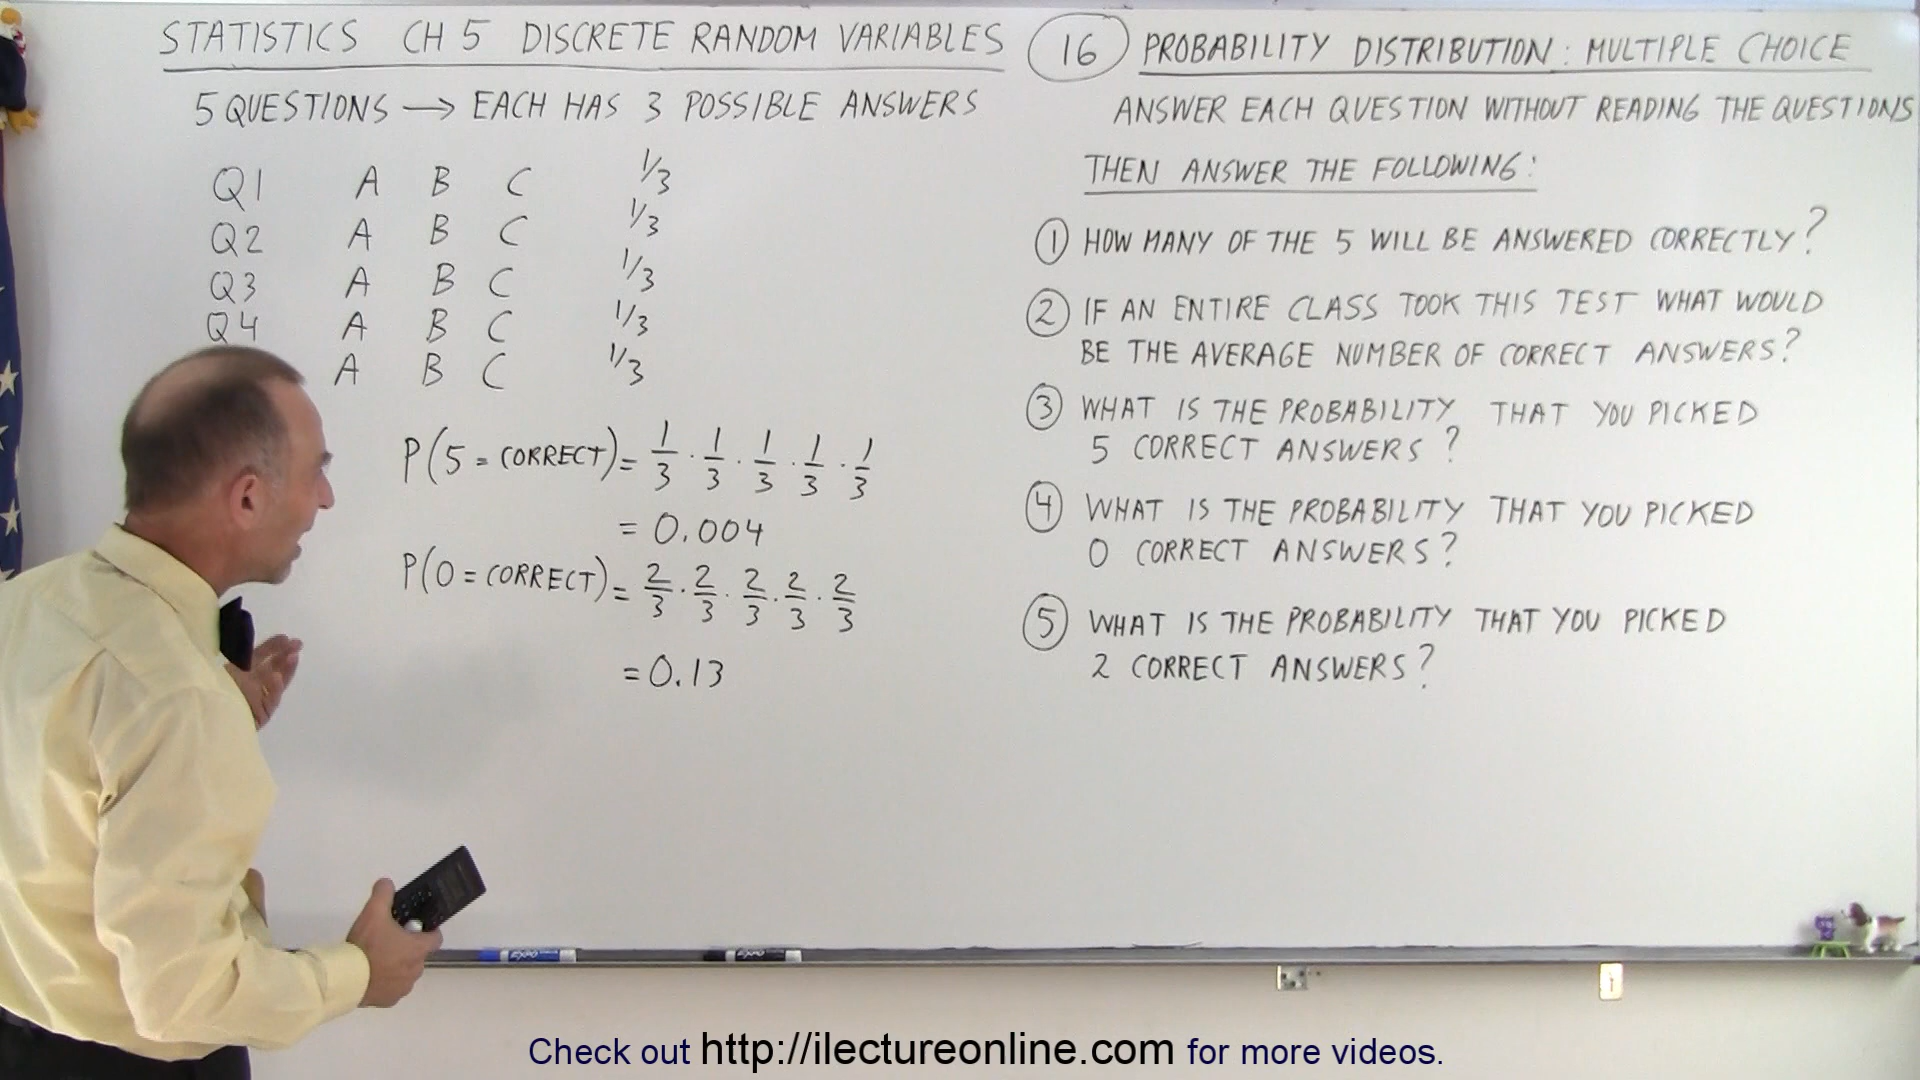 STATISTICS CH 5 DISCRETE RANDOM VARIABLES
5 QUESTIONS → EACH HAS 3 POSSIBLE ANSWERS
Q1 A B C 1/3
Q2 A B C 1/3
Q3 A B C 1/3
Q4 A B C 1/3
A B C 1/3
P(5 = CORRECT) = 1/3 · 1/3 · 1/3 · 1/3 · 1/3
= 0.004
P(0 = CORRECT) = 2/3 · 2/3 · 2/3 · 2/3 · 2/3
= 0.13
16 PROBABILITY DISTRIBUTION: MULTIPLE CHOICE
ANSWER EACH QUESTION WITHOUT READING THE QUESTIONS
THEN ANSWER THE FOLLOWING:
① HOW MANY OF THE 5 WILL BE ANSWERED CORRECTLY?
② IF AN ENTIRE CLASS TOOK THIS TEST WHAT WOULD
BE THE AVERAGE NUMBER OF CORRECT ANSWERS?
③ WHAT IS THE PROBABILITY THAT YOU PICKED
5 CORRECT ANSWERS?
④ WHAT IS THE PROBABILITY THAT YOU PICKED
0 CORRECT ANSWERS?
⑤ WHAT IS THE PROBABILITY THAT YOU PICKED
2 CORRECT ANSWERS?
EXPO
EXPO
Check out http://ilectureonline.com for more videos.